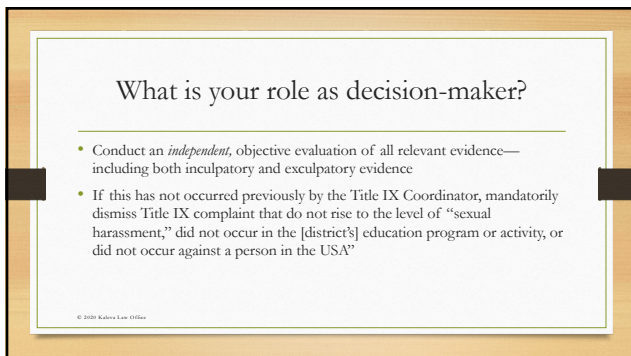 What is your role as decision-maker?
• Conduct an independent, objective evaluation of all relevant evidence—
including both inculpatory and exculpatory evidence
• If this has not occurred previously by the Title IX Coordinator, mandatorily
dismiss Title IX complaint that do not rise to the level of “sexual
harassment,” did not occur in the [district’s] education program or activity, or
did not occur against a person in the USA”
© 2020 Kaleva Law Office